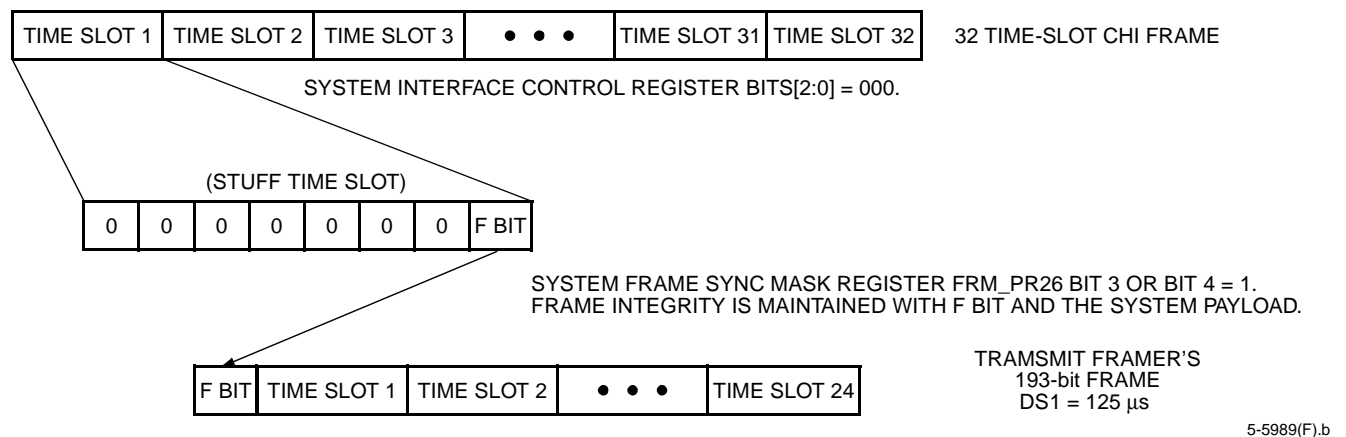 TIME SLOT 1 TIME SLOT 2 TIME SLOT 3 • • • TIME SLOT 31 TIME SLOT 32 32 TIME-SLOT CHI FRAME
SYSTEM INTERFACE CONTROL REGISTER BITS[2:0] = 000.
(STUFF TIME SLOT)
0 0 0 0 0 0 0 F BIT
SYSTEM FRAME SYNC MASK REGISTER FRM_PR26 BIT 3 OR BIT 4 = 1.
FRAME INTEGRITY IS MAINTAINED WITH F BIT AND THE SYSTEM PAYLOAD.
F BIT TIME SLOT 1 TIME SLOT 2 • • • TIME SLOT 24
TRAMSMIT FRAMER'S
193-bit FRAME
DS1 = 125 µs
5-5989(F).b